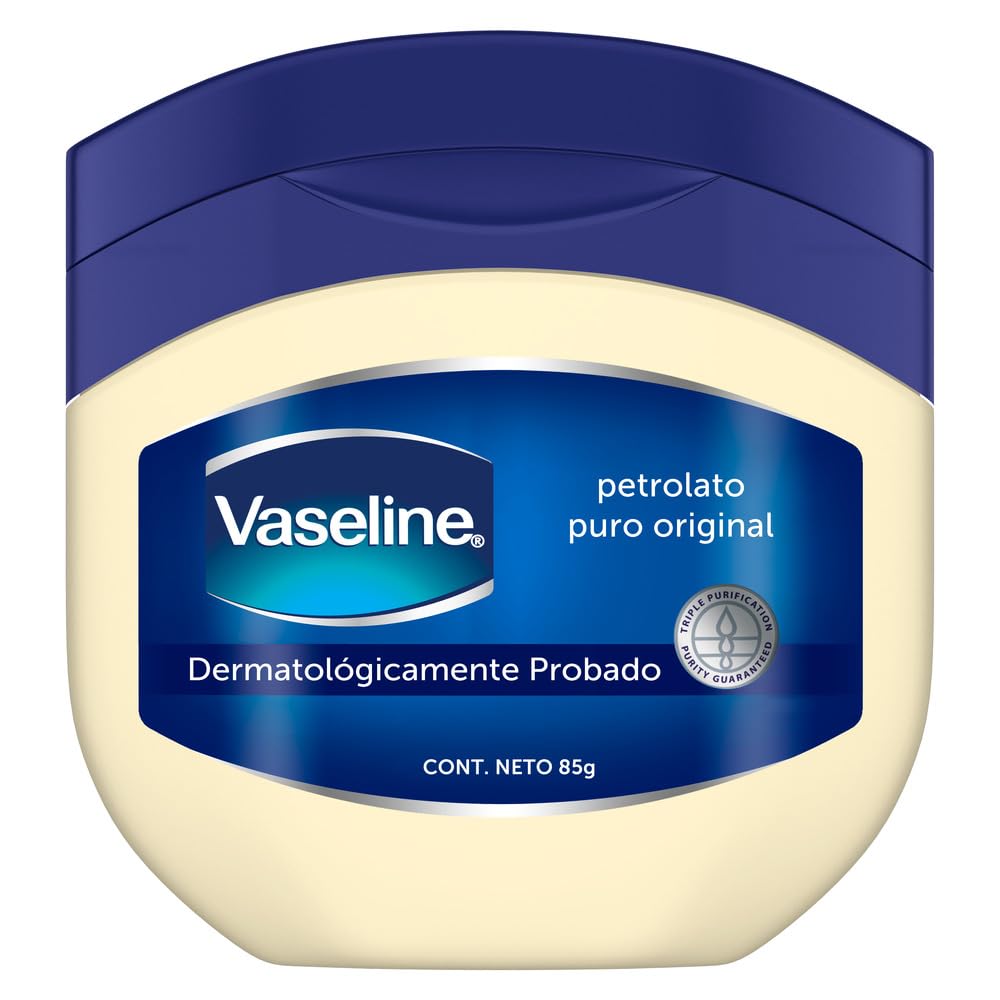 Vaseline®
petrolato
puro original
TRIPLE PURIFICATION
PURITY GUARANTEED
Dermatológicamente Probado
CONT. NETO 85g